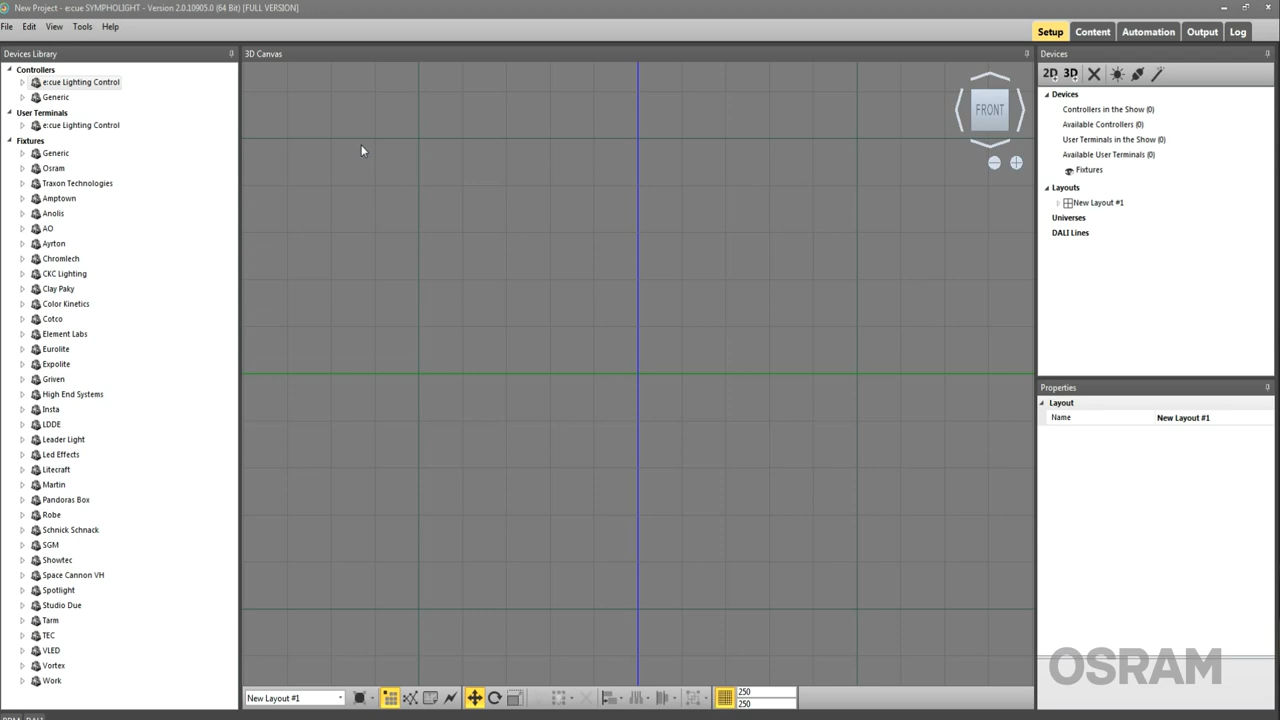 New Project - e:cue SYMPHOLIGHT - Version 2.0.10905.0 (64 Bit) [FULL VERSION]
File Edit View Tools Help
Setup Content Automation Output Log
Devices Library
Controllers
e:cue Lighting Control
Generic
User Terminals
e:cue Lighting Control
Fixtures
Generic
Osram
Traxon Technologies
Amptown
Anolis
AO
Ayrton
Chromlech
CKC Lighting
Clay Paky
Color Kinetics
Cotco
Element Labs
Eurolite
Expolite
Griven
High End Systems
Insta
LDDE
Leader Light
Led Effects
Litecraft
Martin
Pandoras Box
Robe
Schnick Schnack
SGM
Showtec
Space Cannon VH
Spotlight
Studio Due
Tarm
TEC
VLED
Vortex
Work
3D Canvas
FRONT
New Layout #1
250
250
Devices
2D 3D
Devices
Controllers in the Show (0)
Available Controllers (0)
User Terminals in the Show (0)
Available User Terminals (0)
Fixtures
Layouts
New Layout #1
Universes
DALI Lines
Properties
Layout
Name New Layout #1
OSRAM